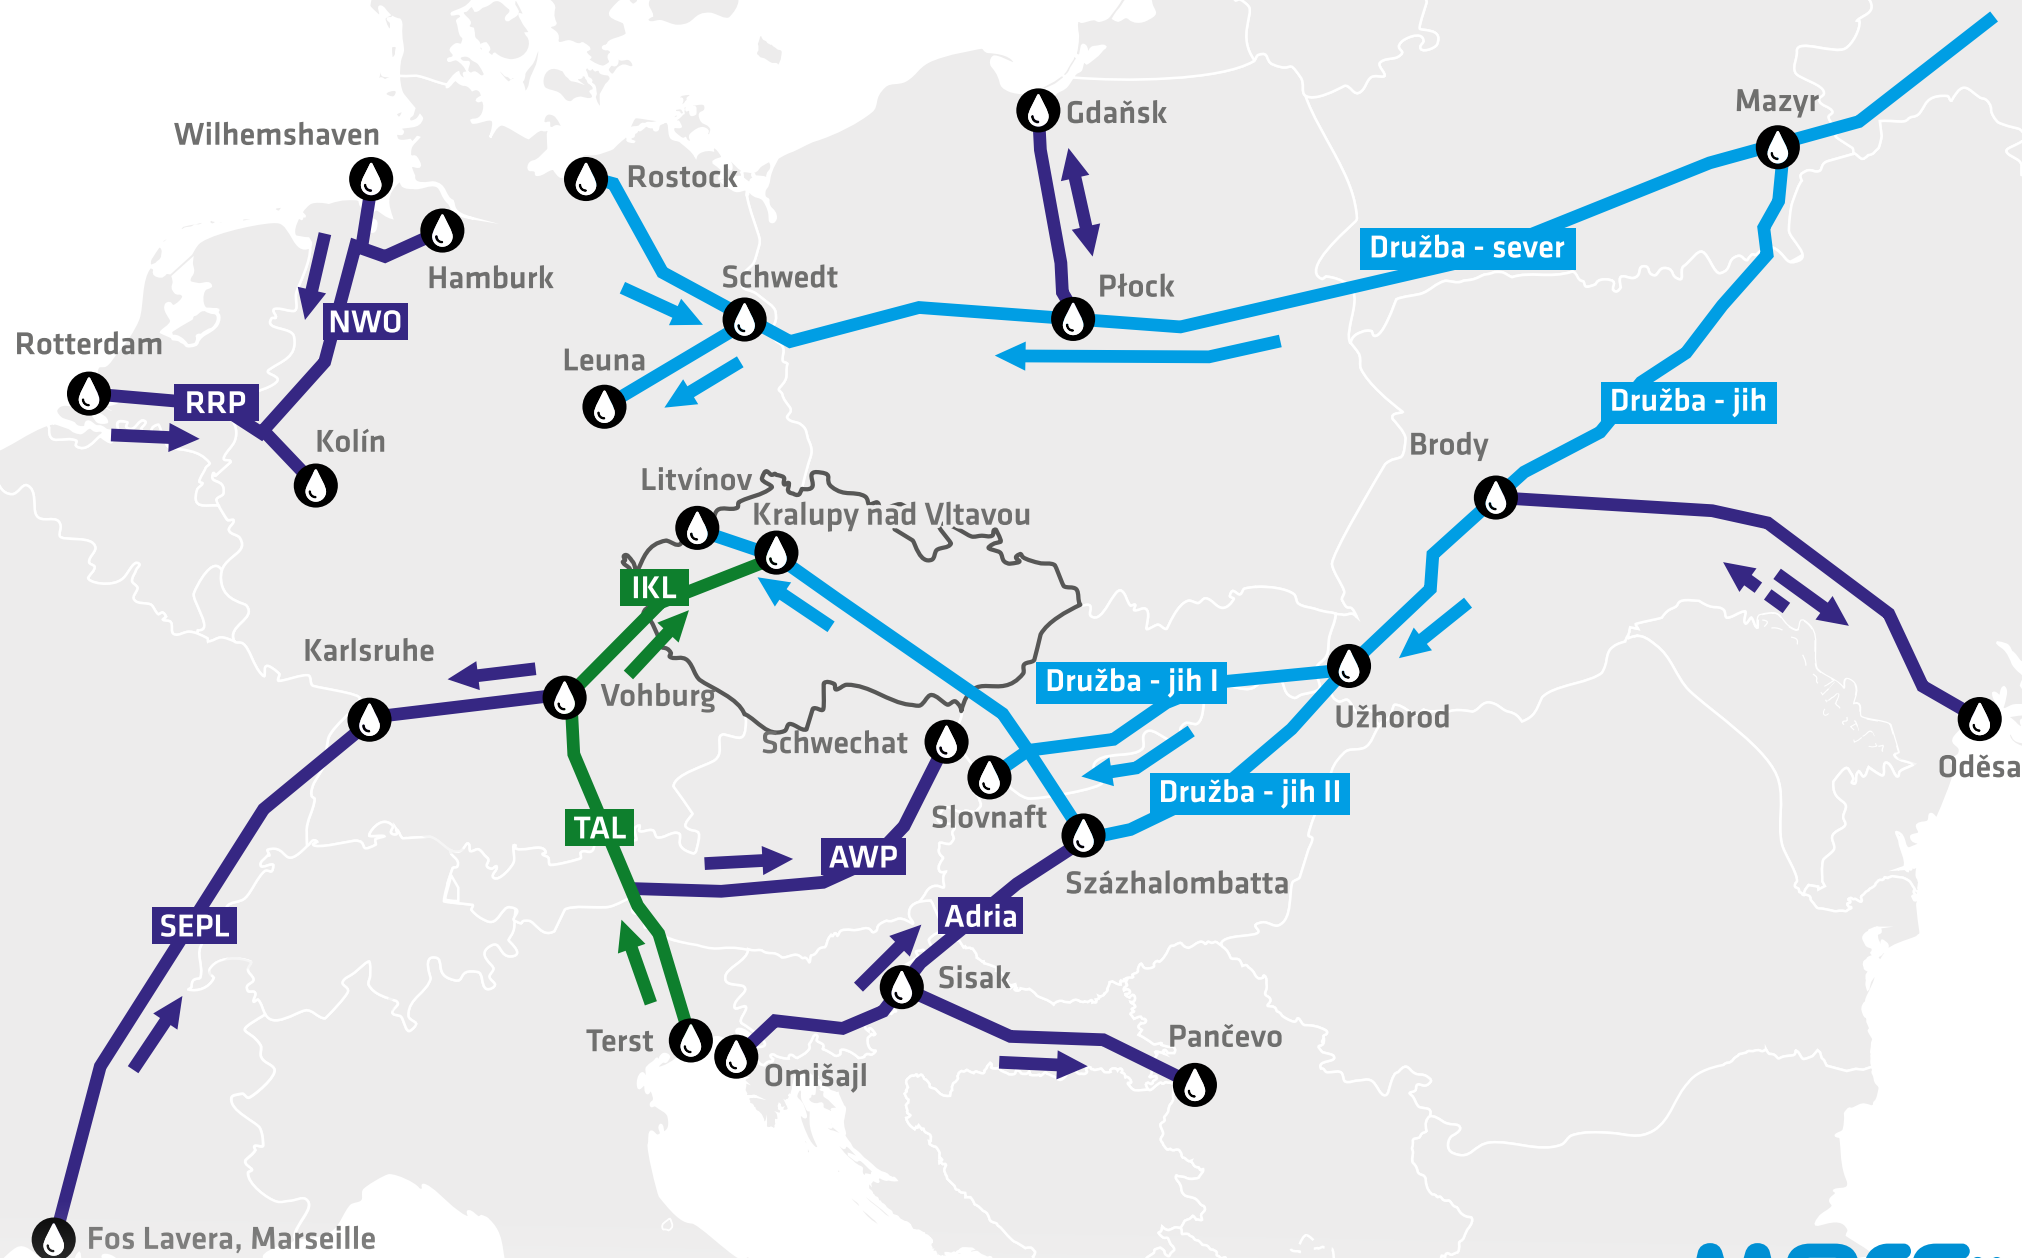 Mazyr
Gdaňsk
Wilhemshaven
Rostock
Družba - sever
Hamburk
Schwedt
Płock
NWO
Rotterdam
Leuna
RRP
Družba - jih
Kolín
Brody
Litvínov
Kralupy nad Vltavou
IKL
Karlsruhe
Družba - jih I
Vohburg
Užhorod
Schwechat
Oděsa
Družba - jih II
Slovnaft
TAL
AWP
Százhalombatta
SEPL
Adria
Sisak
Terst
Pančevo
Omišajl
Fos Lavera, Marseille